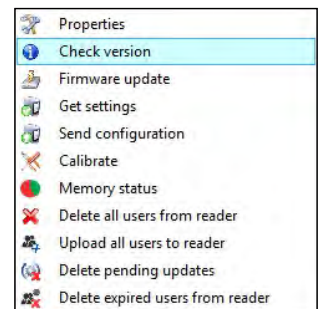 Properties
Check version
Firmware update
Get settings
Send configuration
Calibrate
Memory status
Delete all users from reader
Upload all users to reader
Delete pending updates
Delete expired users from reader